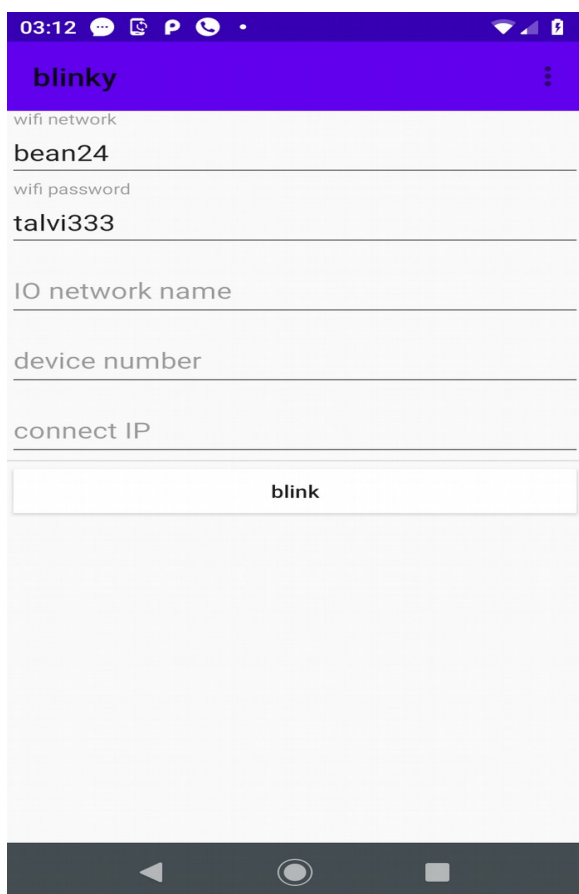 03:12
blinky
wifi network
bean24
wifi password
talvi333
IO network name
device number
connect IP
blink